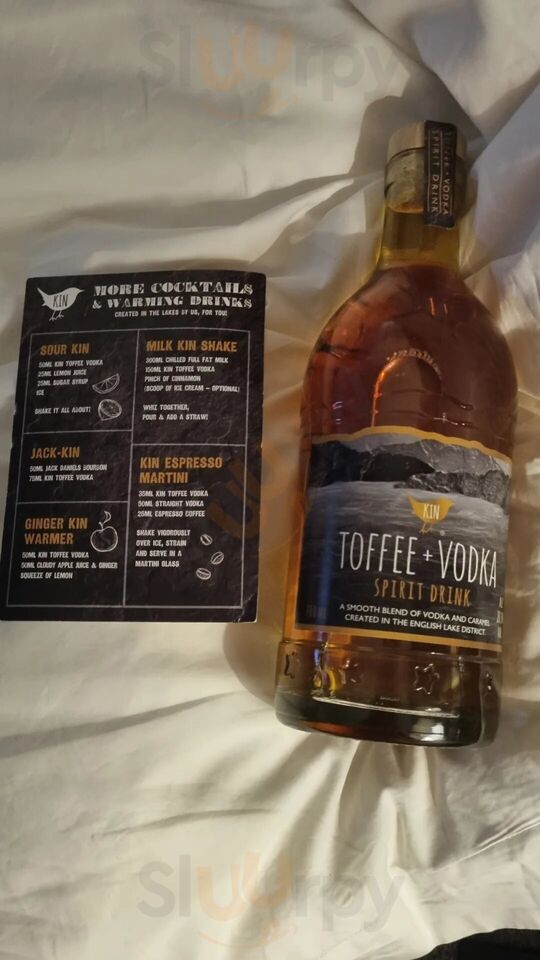 Sluurpy
KIN
MORE COCKTAILS
& WARMING DRINKS
CREATED IN THE LAKES BY US, FOR YOU!
SOUR KIN
50ML KIN TOFFEE VODKA
25ML LEMON JUICE
25ML SUGAR SYRUP
ICE
SHAKE IT ALL ABOUT!
MILK KIN SHAKE
300ML CHILLED FULL FAT MILK
150ML KIN TOFFEE VODKA
PINCH OF CINNAMON
(SCOOP OF ICE CREAM - OPTIONAL)
WHIZ TOGETHER,
POUR & ADD A STRAW!
JACK-KIN
50ML JACK DANIELS BOURBON
75ML KIN TOFFEE VODKA
KIN ESPRESSO
MARTINI
35ML KIN TOFFEE VODKA
50ML STRAIGHT VODKA
25ML ESPRESSO COFFEE
SHAKE VIGOROUSLY
OVER ICE, STRAIN
AND SERVE IN A
MARTINI GLASS
GINGER KIN
WARMER
50ML KIN TOFFEE VODKA
50ML CLOUDY APPLE JUICE & GINGER
SQUEEZE OF LEMON
TOFFEE + VODKA
SPIRIT DRINK
KIN
TOFFEE + VODKA
SPIRIT DRINK
A SMOOTH BLEND OF VODKA AND CARAMEL
CREATED IN THE ENGLISH LAKE DISTRICT.
Sluurpy